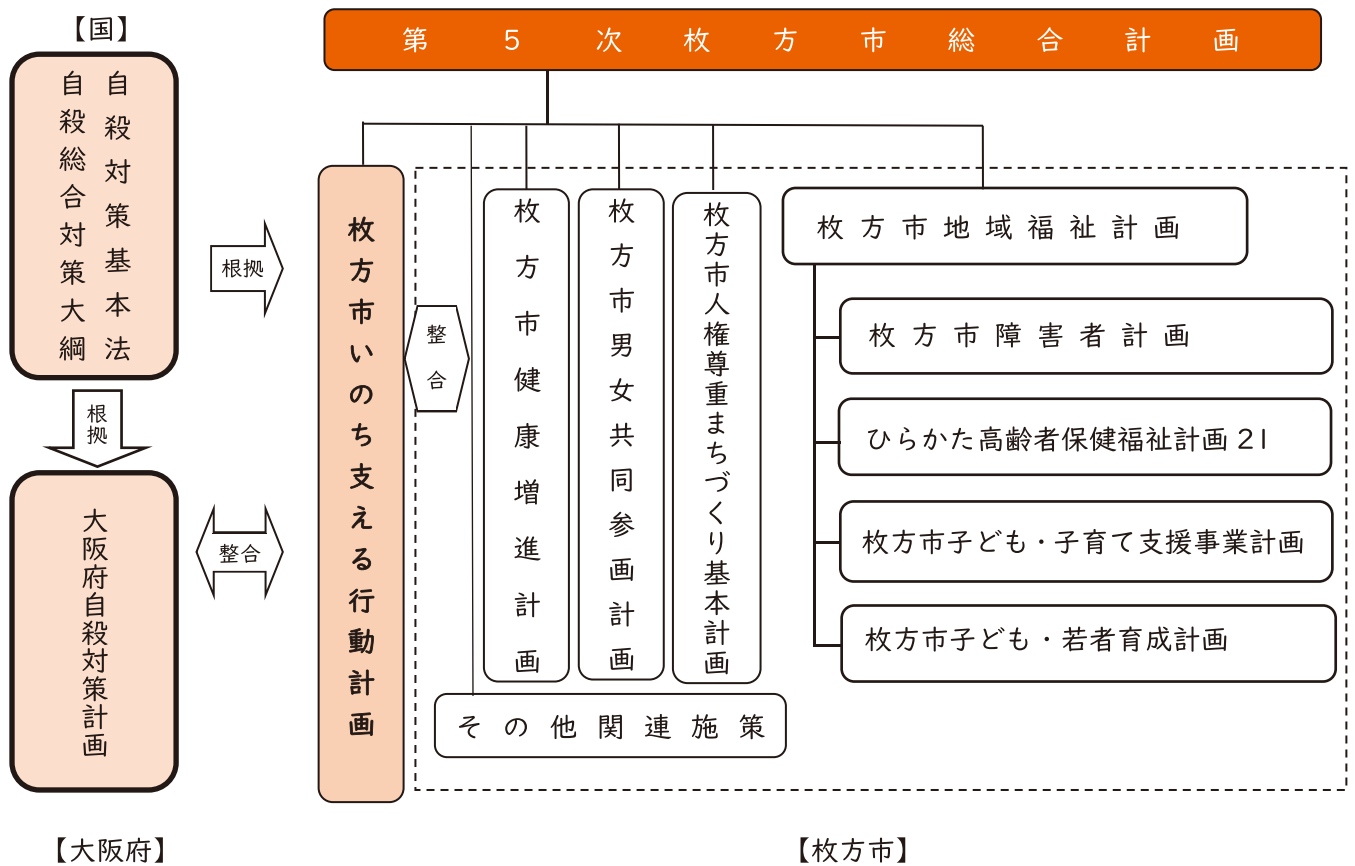 【国】
自殺対策基本法
自殺総合対策大綱
根拠
根拠
大阪府自殺対策計画
整合
【大阪府】
第5次枚方市総合計画
枚方市いのち支える行動計画
整合
枚方市健康増進計画
枚方市男女共同参画計画
枚方市人権尊重まちづくり基本計画
枚方市地域福祉計画
枚方市障害者計画
ひらかた高齢者保健福祉計画21
枚方市子ども・子育て支援事業計画
枚方市子ども・若者育成計画
その他関連施策
【枚方市】